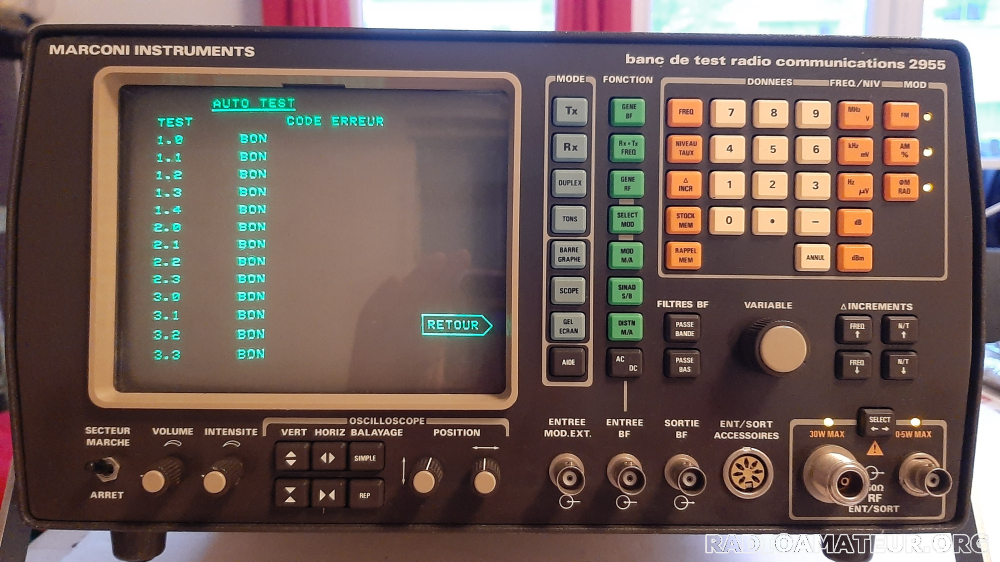 MARCONI INSTRUMENTS
banc de test radio communications 2955
AUTO TEST
TEST CODE ERREUR
1.0 BON
1.1 BON
1.2 BON
1.3 BON
1.4 BON
2.0 BON
2.1 BON
2.2 BON
2.3 BON
3.0 BON
3.1 BON
3.2 BON
3.3 BON
RETOUR
MODE
Tx
Rx
DUPLEX
TONS
BARRE
GRAPHE
SCOPE
GEL
ECRAN
AIDE
FONCTION
GENE
BF
Rx=Tx
FREQ
GENE
RF
SELECT
MOD
MOD
M/A
SINAD
S/B
DISTN
M/A
AC
DC
DONNEES FREQ/NIV MOD
FREQ 7 8 9 MHz V FM
NIVEAU TAUX 4 5 6 kHz mV AM %
Δ INCR 1 2 3 Hz µV ØM RAD
STOCK MEM 0 • − dB
RAPPEL MEM ANNUL dBm
FILTRES BF
PASSE
BANDE
PASSE
BAS
VARIABLE
Δ INCREMENTS
FREQ ↑ N/T ↑
FREQ ↓ N/T ↓
SECTEUR
MARCHE
ARRET
VOLUME
INTENSITE
OSCILLOSCOPE
VERT HORIZ BALAYAGE POSITION
SIMPLE
REP
ENTREE
MOD.EXT.
ENTREE
BF
SORTIE
BF
ENT/SORT
ACCESSOIRES
SELECT
30W MAX 0·5W MAX
RF
ENT/SORT
RADIOAMATEUR.ORG